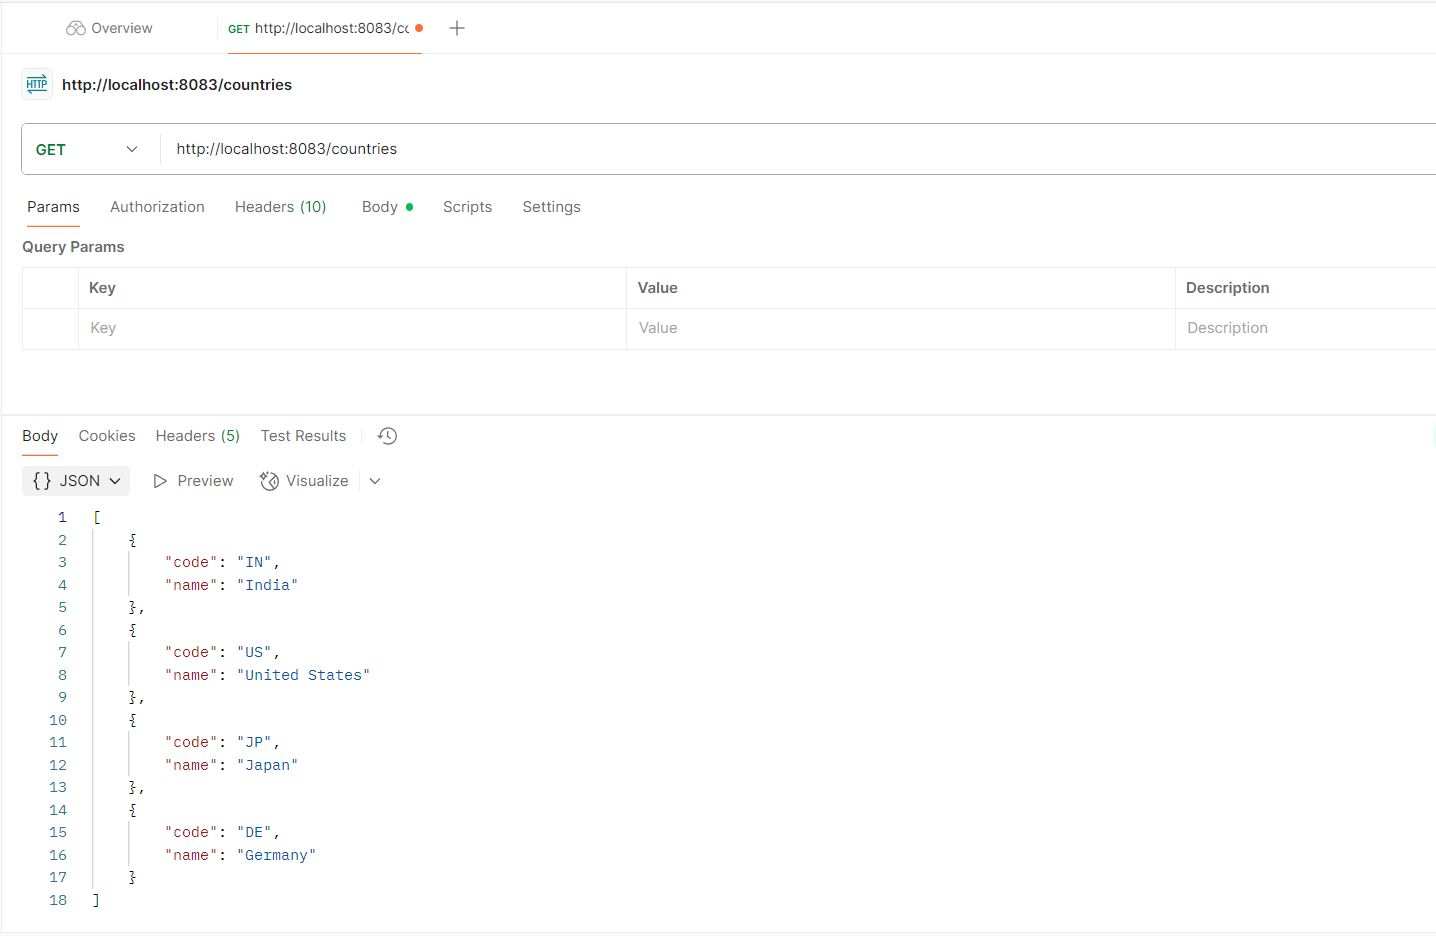 Overview GET http://localhost:8083/cc
HTTP http://localhost:8083/countries
GET http://localhost:8083/countries
Params Authorization Headers (10) Body Scripts Settings
Query Params
Key Value Description
Key Value Description
Body Cookies Headers (5) Test Results
{} JSON Preview Visualize
1 [
2 {
3 "code": "IN",
4 "name": "India"
5 },
6 {
7 "code": "US",
8 "name": "United States"
9 },
10 {
11 "code": "JP",
12 "name": "Japan"
13 },
14 {
15 "code": "DE",
16 "name": "Germany"
17 }
18 ]